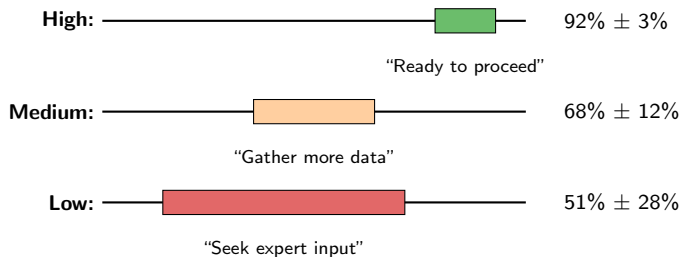 High: 92% ± 3%
“Ready to proceed”
Medium: 68% ± 12%
“Gather more data”
Low: 51% ± 28%
“Seek expert input”